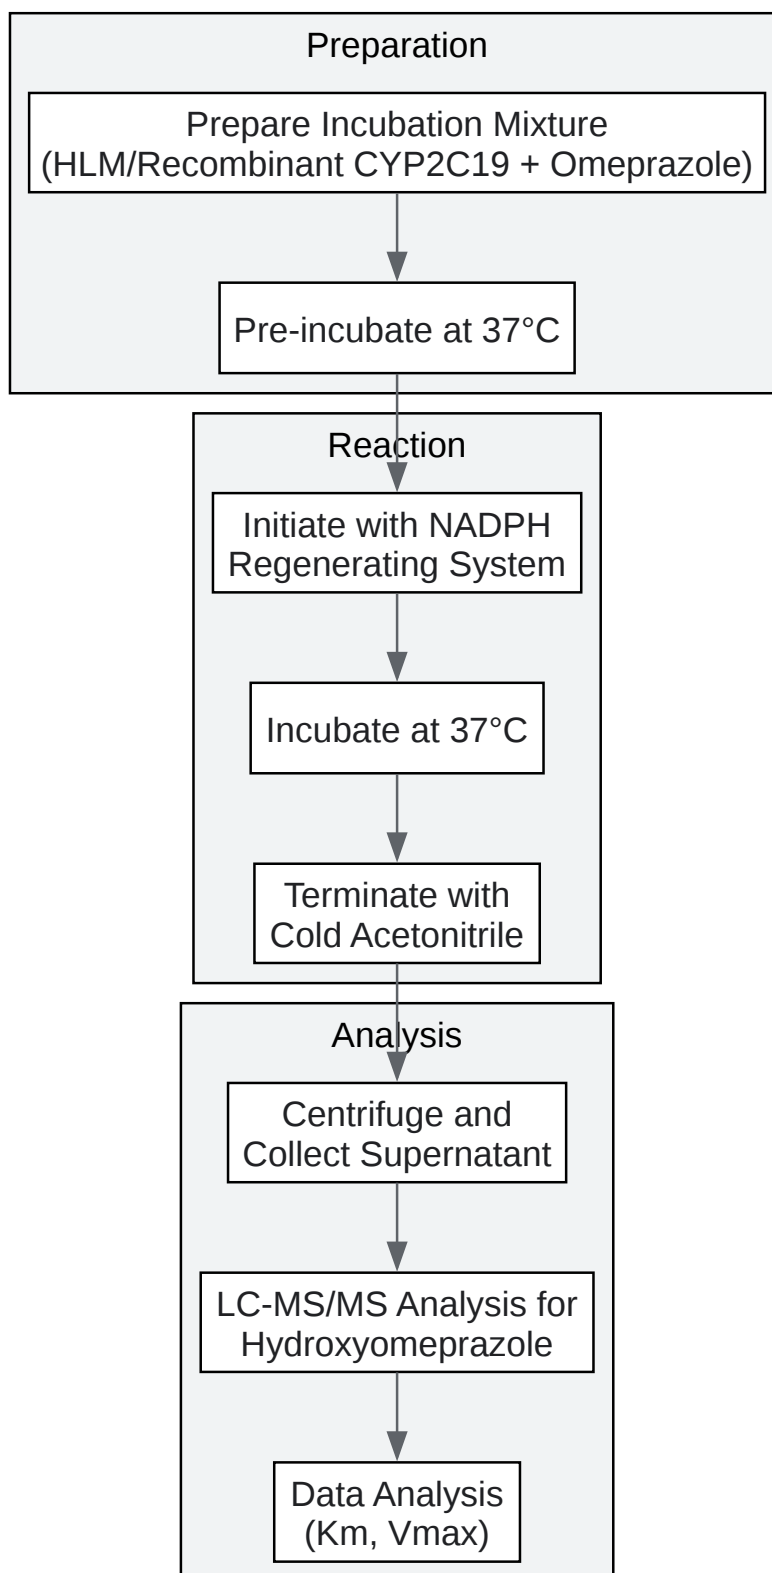 Preparation
Prepare Incubation Mixture
(HLM/Recombinant CYP2C19 + Omeprazole)
Pre-incubate at 37°C
Reaction
Initiate with NADPH
Regenerating System
Incubate at 37°C
Terminate with
Cold Acetonitrile
Analysis
Centrifuge and
Collect Supernatant
LC-MS/MS Analysis for
Hydroxyomeprazole
Data Analysis
(Km, Vmax)